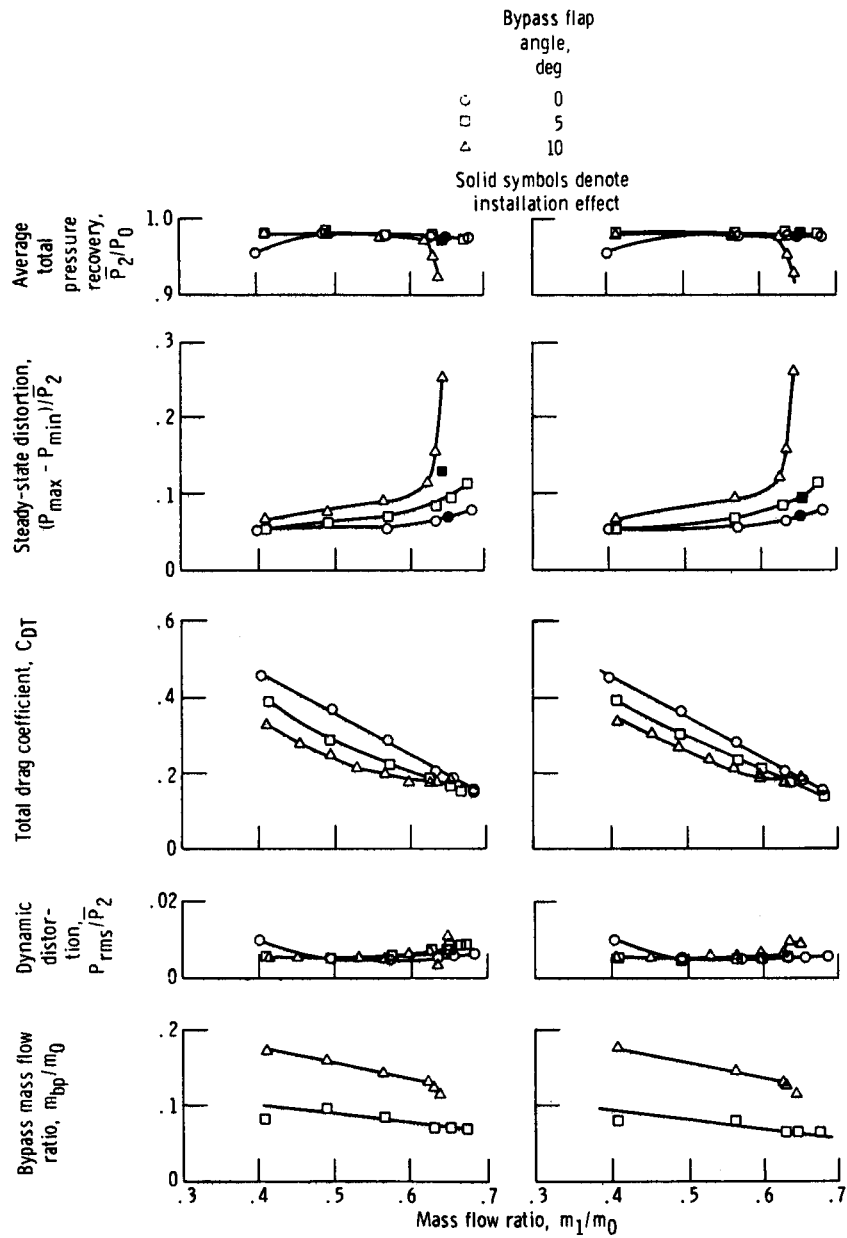 Bypass flap
angle,
deg
0
5
10
Solid symbols denote
installation effect
Average
total
pressure
recovery,
P̅2/P0
1.0
.9
Steady-state distortion,
(Pmax - Pmin)/P̅2
.3
.2
.1
0
Total drag coefficient, CDT
.6
.4
.2
0
Dynamic
distor-
tion,
Prms/P̅2
.02
0
Bypass mass flow
ratio, mbp/m0
.2
.1
0
.3 .4 .5 .6 .7 .3 .4 .5 .6 .7
Mass flow ratio, m1/m0